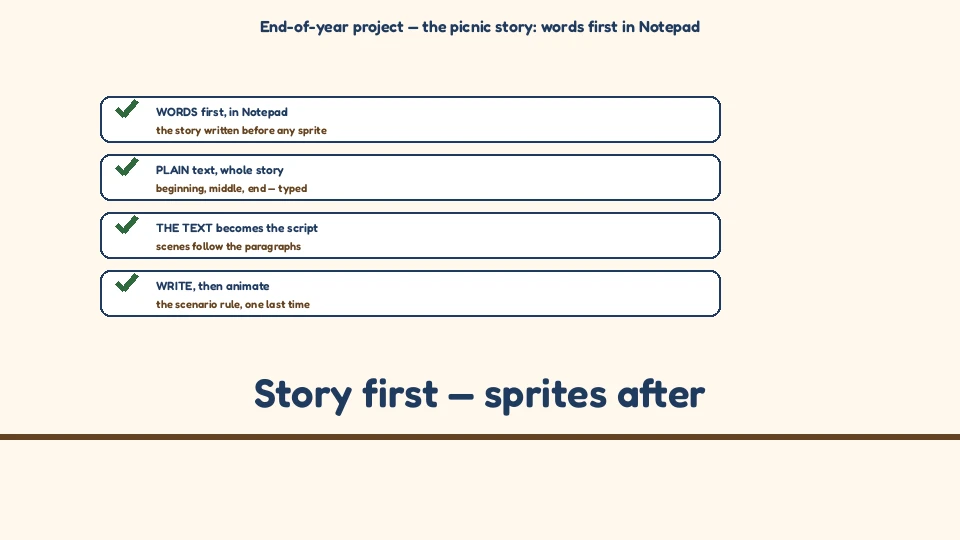 End-of-year project — the picnic story: words first in Notepad
WORDS first, in Notepad
the story written before any sprite
PLAIN text, whole story
beginning, middle, end — typed
THE TEXT becomes the script
scenes follow the paragraphs
WRITE, then animate
the scenario rule, one last time
Story first — sprites after